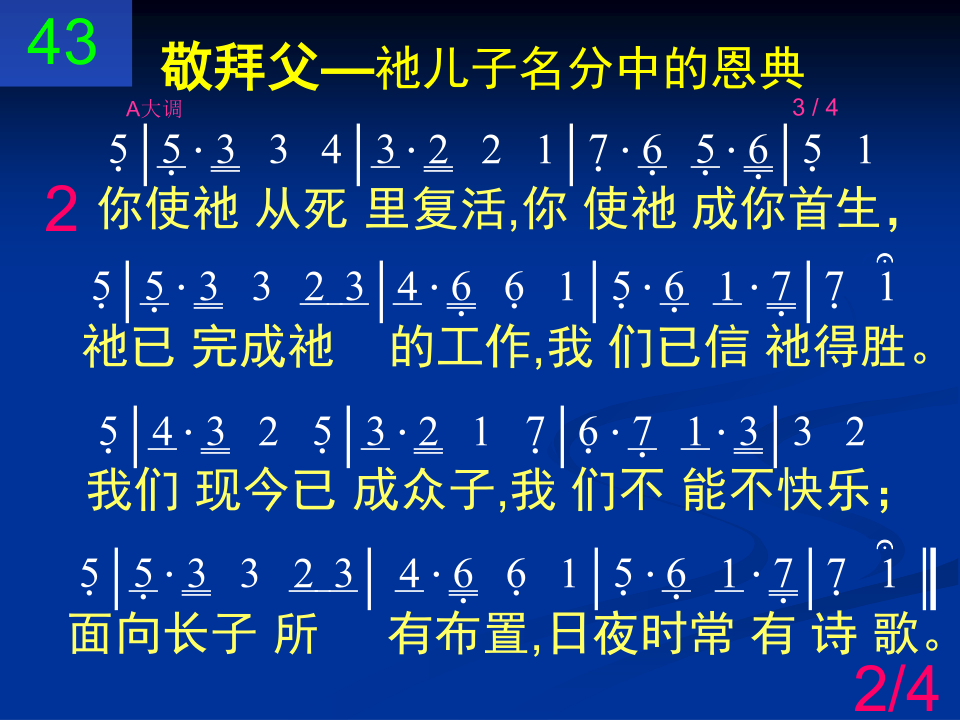 43
敬拜父—祂儿子名分中的恩典
A大调 3 / 4
5 | 5 · 3 3 4 | 3 · 2 2 1 | 7 · 6 5 · 6 | 5 1
2 你使祂 从死 里复活,你 使祂 成你首生，
5 | 5 · 3 3 2 3 | 4 · 6 6 1 | 5 · 6 1 · 7 | 7 1
祂已 完成祂 的工作,我 们已信 祂得胜。
5 | 4 · 3 2 5 | 3 · 2 1 7 | 6 · 7 1 · 3 | 3 2
我们 现今已 成众子,我 们不 能不快乐；
5 | 5 · 3 3 2 3 | 4 · 6 6 1 | 5 · 6 1 · 7 | 7 1 ‖
面向长子 所 有布置,日夜时常 有 诗 歌。
2/4